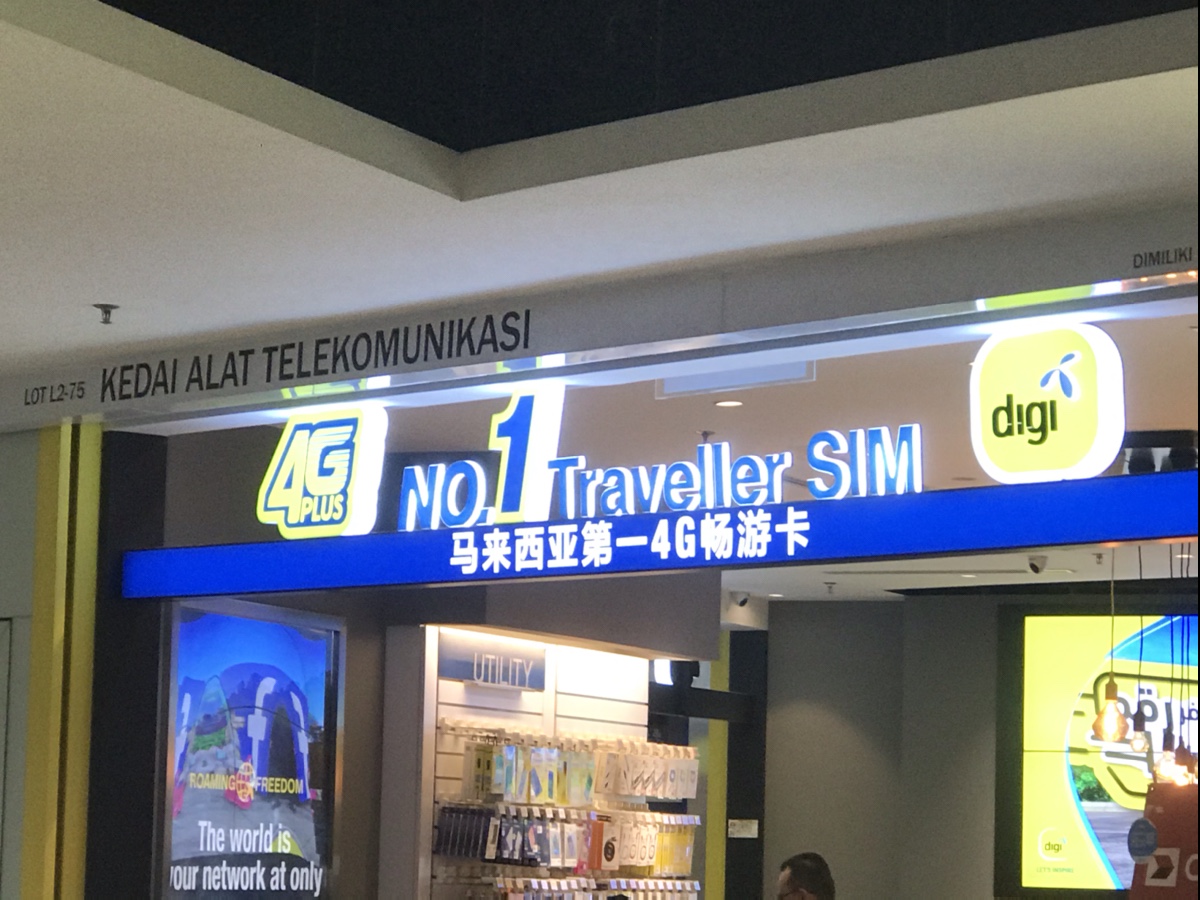 DIMILIKI
LOT L2-75 KEDAI ALAT TELEKOMUNIKASI
4G PLUS
NO.1 Traveller SIM
digi
马来西亚第一4G畅游卡
UTILITY
ROAMING FREEDOM
The world is
your network at only
digi